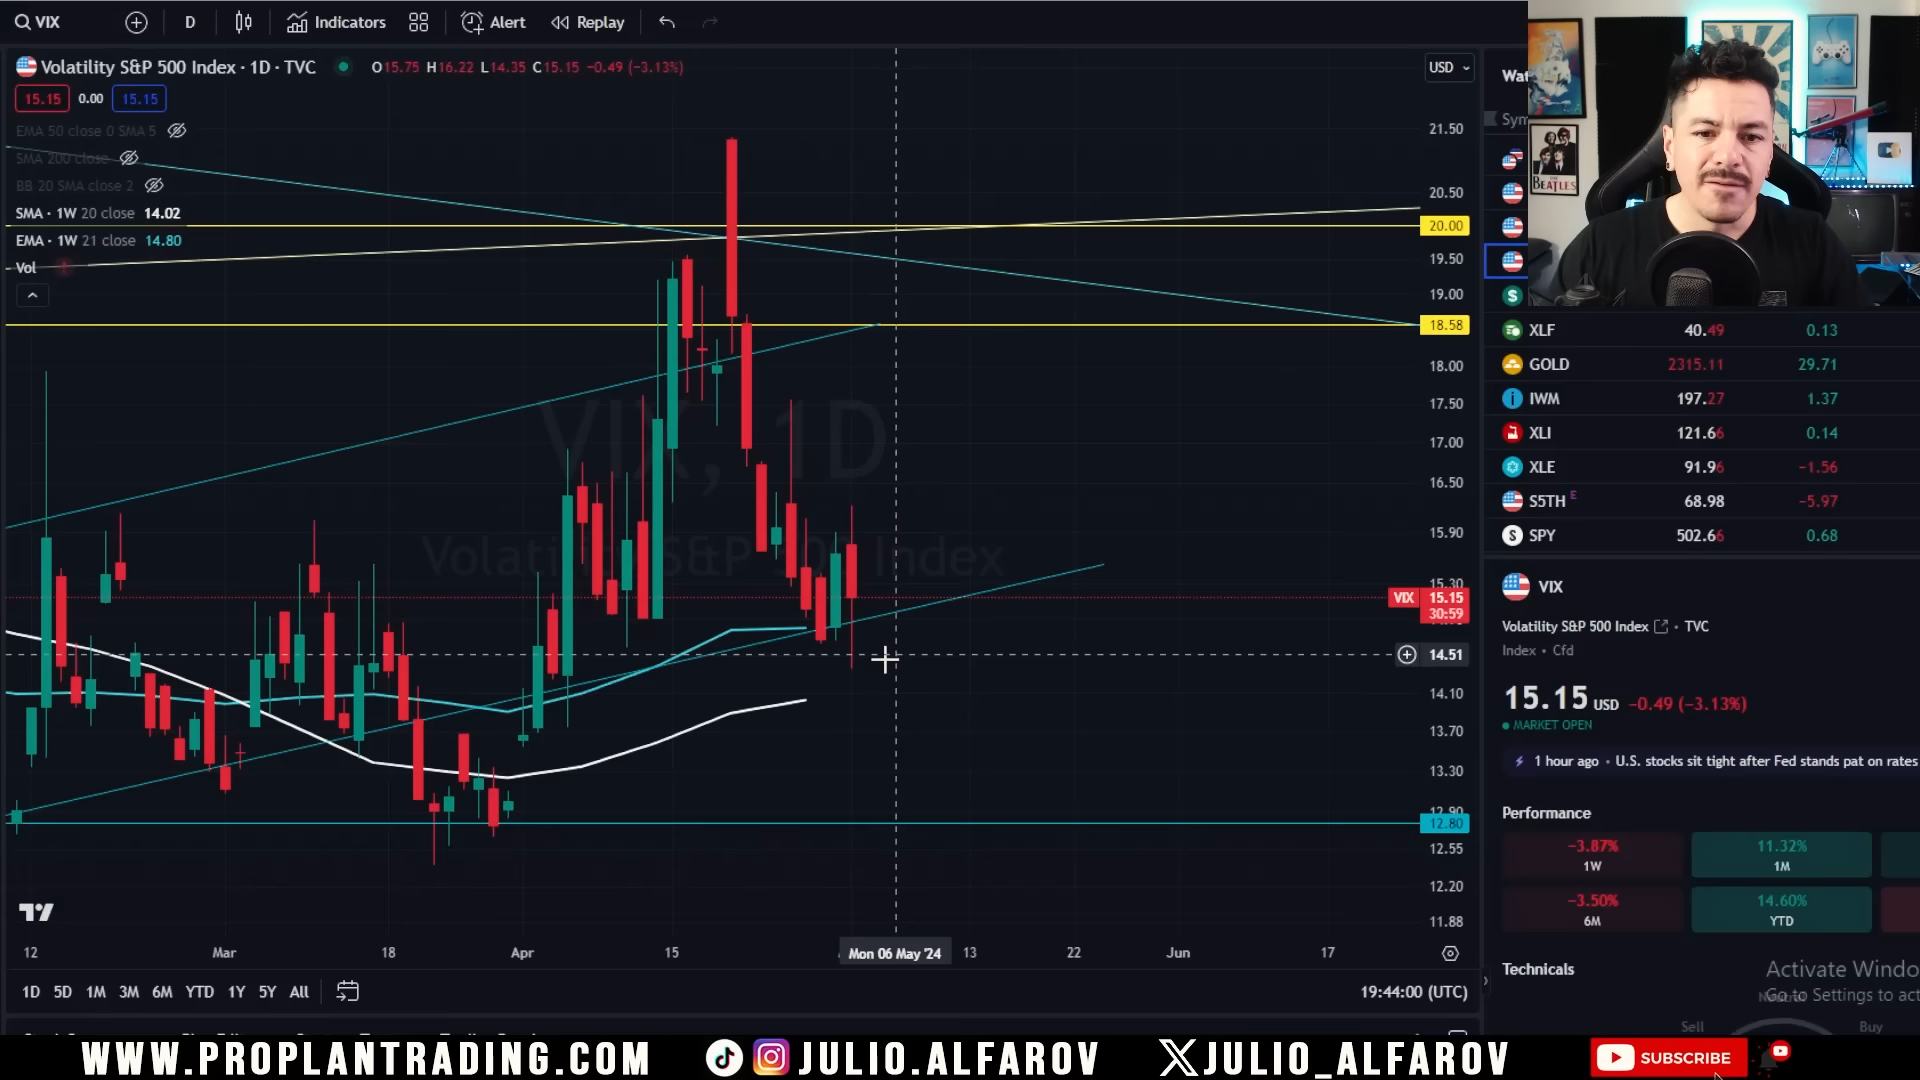 VIX
D
Indicators
Alert
Replay
Volatility S&P 500 Index · 1D · TVC
O15.75 H16.22 L14.35 C15.15 −0.49 (−3.13%)
USD
15.15 0.00 15.15
EMA 50 close 0 SMA 5
SMA 200 close
BB 20 SMA close 2
SMA · 1W 20 close 14.02
EMA · 1W 21 close 14.80
Vol
VIX, 1D
Volatility S&P 500 Index
21.50
20.50
20.00
19.50
19.00
18.58
18.00
17.50
17.00
16.50
15.90
15.30
VIX 15.15
30:59
14.51
14.10
13.70
13.30
12.90
12.80
12.55
12.20
11.88
12 Mar 18 Apr 15 Mon 06 May '24 13 22 Jun 17
1D 5D 1M 3M 6M YTD 1Y 5Y All
19:44:00 (UTC)
Wat
Sym
THE BEATLES
XLF 40.49 0.13
GOLD 2315.11 29.71
IWM 197.27 1.37
XLI 121.66 0.14
XLE 91.96 −1.56
S5TH E 68.98 −5.97
SPY 502.66 0.68
VIX
Volatility S&P 500 Index · TVC
Index · Cfd
15.15 USD −0.49 (−3.13%)
MARKET OPEN
1 hour ago · U.S. stocks sit tight after Fed stands pat on rates
Performance
−3.87%
1W
11.32%
1M
−3.50%
6M
14.60%
YTD
Technicals
Activate Windo
Go to Settings to act
Neutral
Sell
Buy
WWW.PROPLANTRADING.COM
JULIO.ALFAROV
JULIO_ALFAROV
SUBSCRIBE